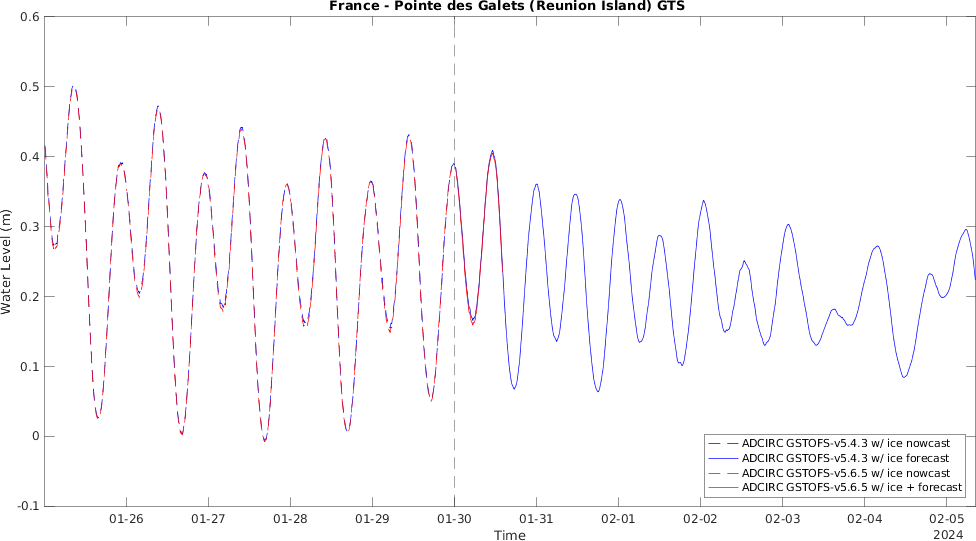 France - Pointe des Galets (Reunion Island) GTS
0.6
0.5
0.4
0.3
0.2
0.1
0
-0.1
Water Level (m)
ADCIRC GSTOFS-v5.4.3 w/ ice nowcast
ADCIRC GSTOFS-v5.4.3 w/ ice forecast
ADCIRC GSTOFS-v5.6.5 w/ ice nowcast
ADCIRC GSTOFS-v5.6.5 w/ ice + forecast
01-26 01-27 01-28 01-29 01-30 01-31 02-01 02-02 02-03 02-04 02-05
Time
2024